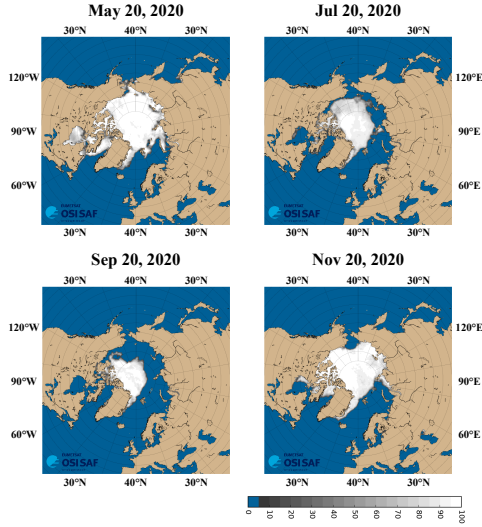 May 20, 2020
Jul 20, 2020
30°N 40°N 30°N
30°N 40°N 30°N
120°W
120°E
90°W
90°E
60°W
60°E
OSI SAF
OSI SAF
30°N 40°N 30°N
30°N 40°N 30°N
Sep 20, 2020
Nov 20, 2020
30°N 40°N 30°N
30°N 40°N 30°N
120°W
120°E
90°W
90°E
60°W
60°E
EUMETSAT
OSI SAF
EUMETSAT
OSI SAF
30°N 40°N 30°N
30°N 40°N 30°N
0 10 20 30 40 50 60 70 80 90 100